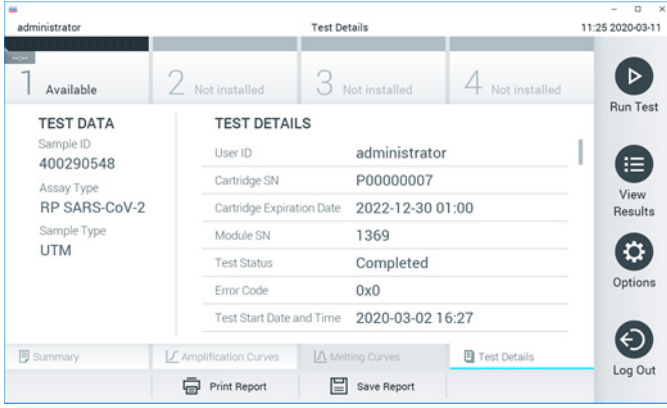 administrator Test Details 11:25 2020-03-11
--:--
1 Available 2 Not installed 3 Not installed 4 Not installed
Run Test
TEST DATA
Sample ID
400290548
Assay Type
RP SARS-CoV-2
Sample Type
UTM
TEST DETAILS
User ID administrator
Cartridge SN P00000007
Cartridge Expiration Date 2022-12-30 01:00
Module SN 1369
Test Status Completed
Error Code 0x0
Test Start Date and Time 2020-03-02 16:27
View
Results
Options
Log Out
Summary Amplification Curves Melting Curves Test Details
Print Report Save Report